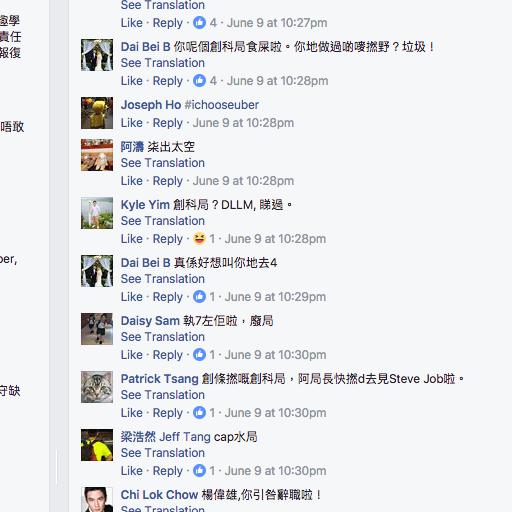 See Translation
Like · Reply · 4 · June 9 at 10:27pm
Dai Bei B 你呢個創科局食屎啦。你地做過啲嘜撚野？垃圾！
See Translation
Like · Reply · 4 · June 9 at 10:28pm
Joseph Ho #ichooseuber
Like · Reply · June 9 at 10:28pm
阿濤 柒出太空
See Translation
Like · Reply · June 9 at 10:28pm
Kyle Yim 創科局？DLLM, 睇過。
See Translation
Like · Reply · 1 · June 9 at 10:28pm
Dai Bei B 真係好想叫你地去4
See Translation
Like · Reply · 1 · June 9 at 10:29pm
Daisy Sam 執7左佢啦，廢局
See Translation
Like · Reply · 1 · June 9 at 10:30pm
Patrick Tsang 創條撚嘅創科局，阿局長快撚d去見Steve Job啦。
See Translation
Like · Reply · 1 · June 9 at 10:30pm
梁浩然 Jeff Tang cap水局
See Translation
Like · Reply · 1 · June 9 at 10:30pm
Chi Lok Chow 楊偉雄,你引咎辭職啦！
See Translation
趣學
責任
報復
唔敢
ber,
守缺